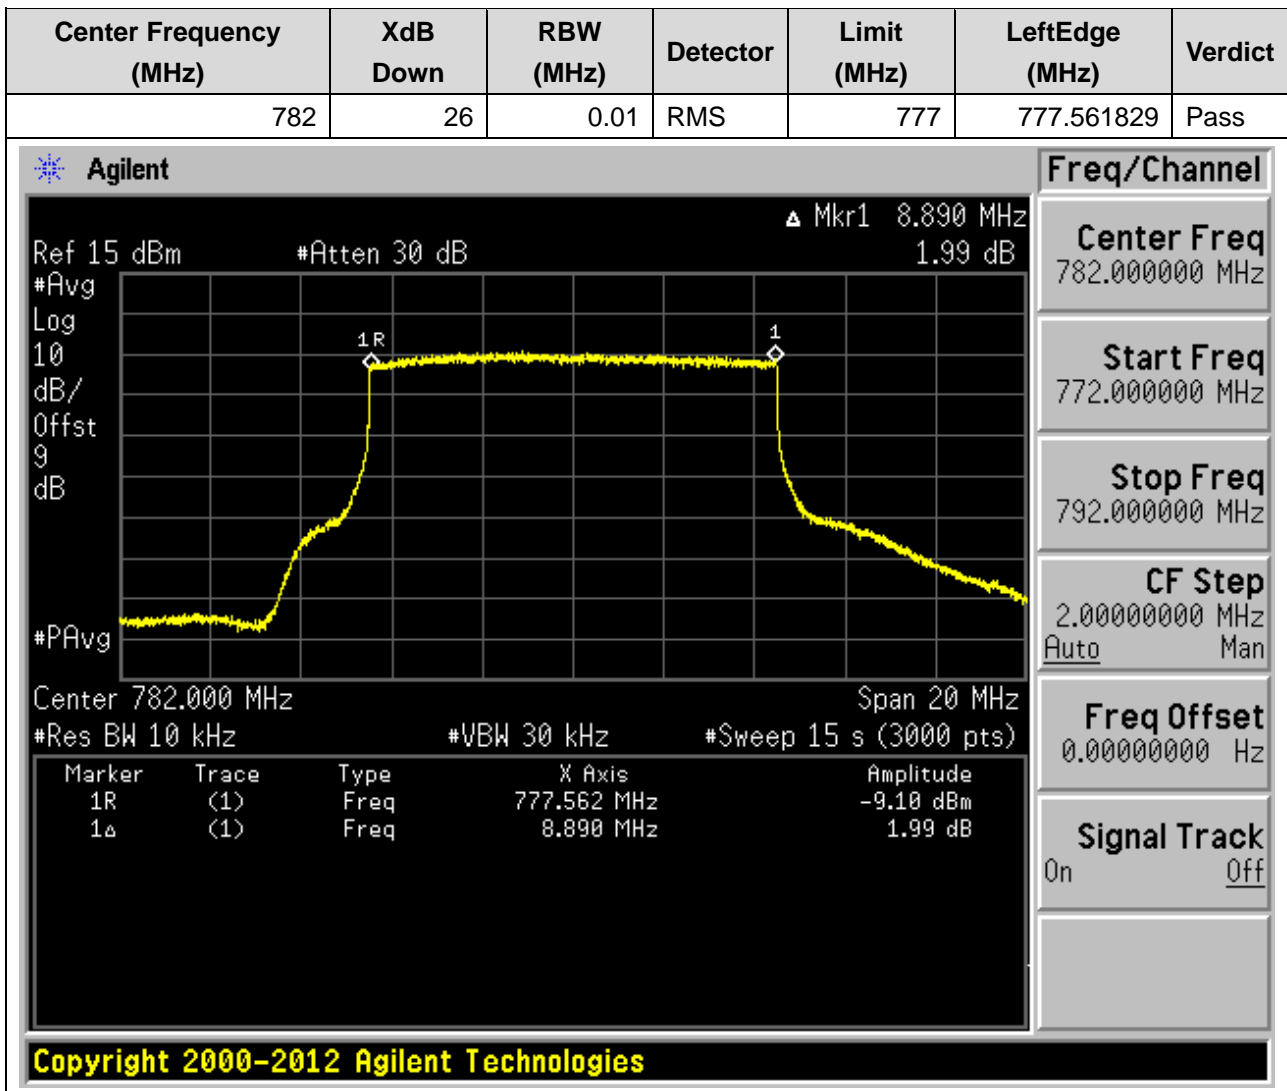 Center Frequency (MHz) XdB Down RBW (MHz) Detector Limit (MHz) LeftEdge (MHz) Verdict
782 26 0.01 RMS 777 777.561829 Pass
Agilent Freq/Channel
Δ Mkr1 8.890 MHz
Ref 15 dBm #Atten 30 dB 1.99 dB
#Avg
Log
10
dB/
Offst
9
dB
#PAvg
1R
1
Center 782.000 MHz Span 20 MHz
#Res BW 10 kHz #VBW 30 kHz #Sweep 15 s (3000 pts)
Marker Trace Type X Axis Amplitude
1R (1) Freq 777.562 MHz -9.10 dBm
1Δ (1) Freq 8.890 MHz 1.99 dB
Center Freq
782.000000 MHz
Start Freq
772.000000 MHz
Stop Freq
792.000000 MHz
CF Step
2.00000000 MHz
Auto Man
Freq Offset
0.00000000 Hz
Signal Track
On Off
Copyright 2000-2012 Agilent Technologies